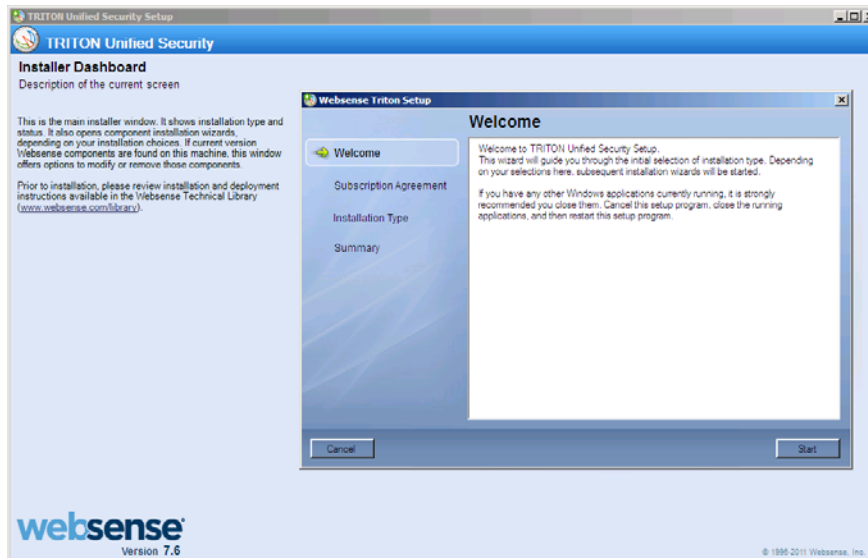 TRITON Unified Security Setup
TRITON Unified Security
Installer Dashboard
Description of the current screen
This is the main installer window. It shows installation type and
status. It also opens component installation wizards,
depending on your installation choices. If current version
Websense components are found on this machine, this window
offers options to modify or remove those components.
Prior to installation, please review installation and deployment
instructions available in the Websense Technical Library
(www.websense.com/library).
Websense Triton Setup
Welcome
Welcome
Subscription Agreement
Installation Type
Summary
Welcome to TRITON Unified Security Setup.
This wizard will guide you through the initial selection of installation type. Depending
on your selections here, subsequent installation wizards will be started.
If you have any other Windows applications currently running, it is strongly
recommended you close them. Cancel this setup program, close the running
applications, and then restart this setup program.
Cancel
Start
websense
Version 7.6
© 1996-2011 Websense, Inc.